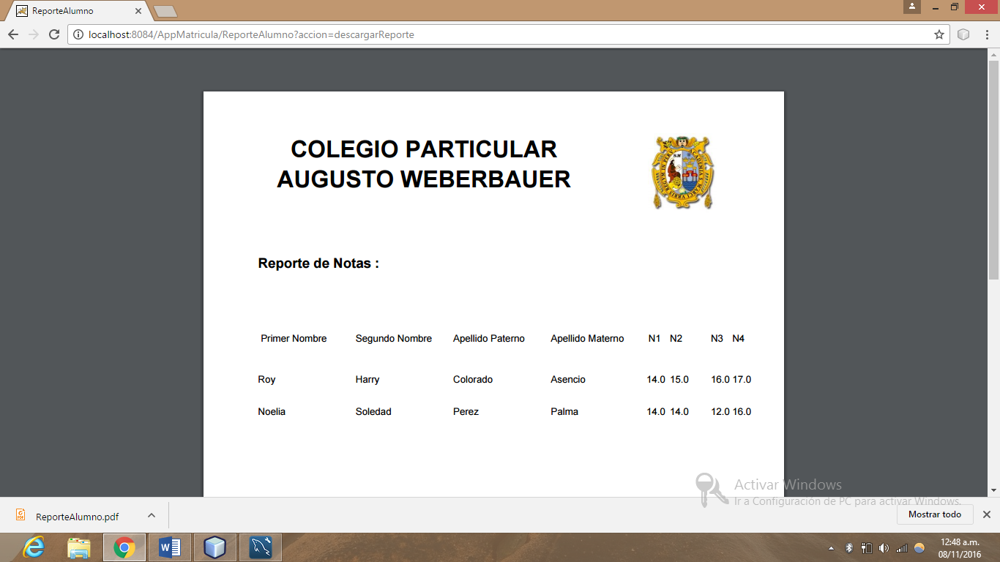 ReporteAlumno
localhost:8084/AppMatricula/ReporteAlumno?accion=descargarReporte
COLEGIO PARTICULAR
AUGUSTO WEBERBAUER
S.M
Reporte de Notas :
Primer Nombre Segundo Nombre Apellido Paterno Apellido Materno N1 N2 N3 N4
Roy Harry Colorado Asencio 14.0 15.0 16.0 17.0
Noelia Soledad Perez Palma 14.0 14.0 12.0 16.0
Activar Windows
Ir a Configuración de PC para activar Windows.
ReporteAlumno.pdf
Mostrar todo
12:48 a.m.
08/11/2016